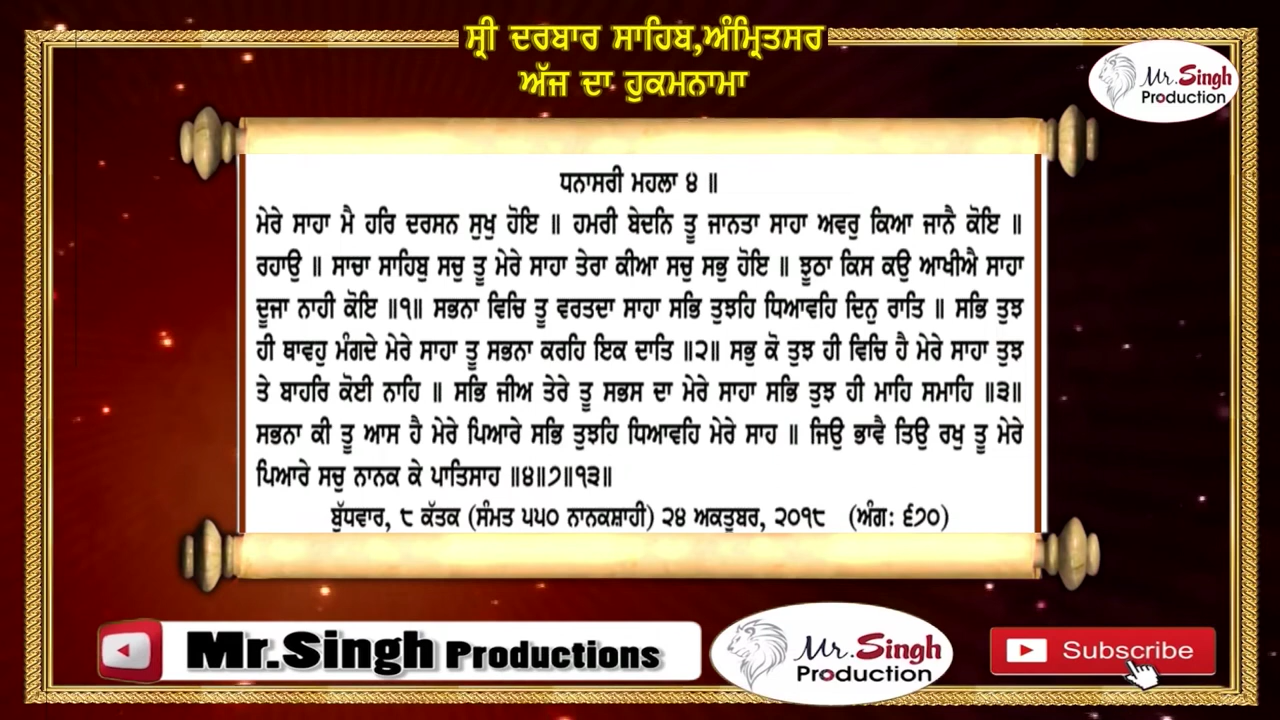 ਸ੍ਰੀ ਦਰਬਾਰ ਸਾਹਿਬ,ਅੰਮ੍ਰਿਤਸਰ
ਅੱਜ ਦਾ ਹੁਕਮਨਾਮਾ
Mr.Singh
Production
ਧਨਾਸਰੀ ਮਹਲਾ ੪ ॥
ਮੇਰੇ ਸਾਹਾ ਮੈ ਹਰਿ ਦਰਸਨ ਸੁਖੁ ਹੋਇ ॥ ਹਮਰੀ ਬੇਦਨਿ ਤੂ ਜਾਨਤਾ ਸਾਹਾ ਅਵਰੁ ਕਿਆ ਜਾਨੈ ਕੋਇ ॥
ਰਹਾਉ ॥ ਸਾਚਾ ਸਾਹਿਬੁ ਸਚੁ ਤੂ ਮੇਰੇ ਸਾਹਾ ਤੇਰਾ ਕੀਆ ਸਚੁ ਸਭੁ ਹੋਇ ॥ ਝੂਠਾ ਕਿਸ ਕਉ ਆਖੀਐ ਸਾਹਾ
ਦੂਜਾ ਨਾਹੀ ਕੋਇ ॥੧॥ ਸਭਨਾ ਵਿਚਿ ਤੂ ਵਰਤਦਾ ਸਾਹਾ ਸਭਿ ਤੁਝਹਿ ਧਿਆਵਹਿ ਦਿਨੁ ਰਾਤਿ ॥ ਸਭਿ ਤੁਝ
ਹੀ ਥਾਵਹੁ ਮੰਗਦੇ ਮੇਰੇ ਸਾਹਾ ਤੂ ਸਭਨਾ ਕਰਹਿ ਇਕ ਦਾਤਿ ॥੨॥ ਸਭੁ ਕੋ ਤੁਝ ਹੀ ਵਿਚਿ ਹੈ ਮੇਰੇ ਸਾਹਾ ਤੁਝ
ਤੇ ਬਾਹਰਿ ਕੋਈ ਨਾਹਿ ॥ ਸਭਿ ਜੀਅ ਤੇਰੇ ਤੂ ਸਭਸ ਦਾ ਮੇਰੇ ਸਾਹਾ ਸਭਿ ਤੁਝ ਹੀ ਮਾਹਿ ਸਮਾਹਿ ॥੩॥
ਸਭਨਾ ਕੀ ਤੂ ਆਸ ਹੈ ਮੇਰੇ ਪਿਆਰੇ ਸਭਿ ਤੁਝਹਿ ਧਿਆਵਹਿ ਮੇਰੇ ਸਾਹ ॥ ਜਿਉ ਭਾਵੈ ਤਿਉ ਰਖੁ ਤੂ ਮੇਰੇ
ਪਿਆਰੇ ਸਚੁ ਨਾਨਕ ਕੇ ਪਾਤਿਸਾਹ ॥੪॥੭॥੧੩॥
ਬੁੱਧਵਾਰ, ੮ ਕੱਤਕ (ਸੰਮਤ ੫੫੦ ਨਾਨਕਸ਼ਾਹੀ) ੨੪ ਅਕਤੂਬਰ, ੨੦੧੮ (ਅੰਗ: ੬੭੦)
Mr.Singh Productions
Mr.Singh
Production
Subscribe